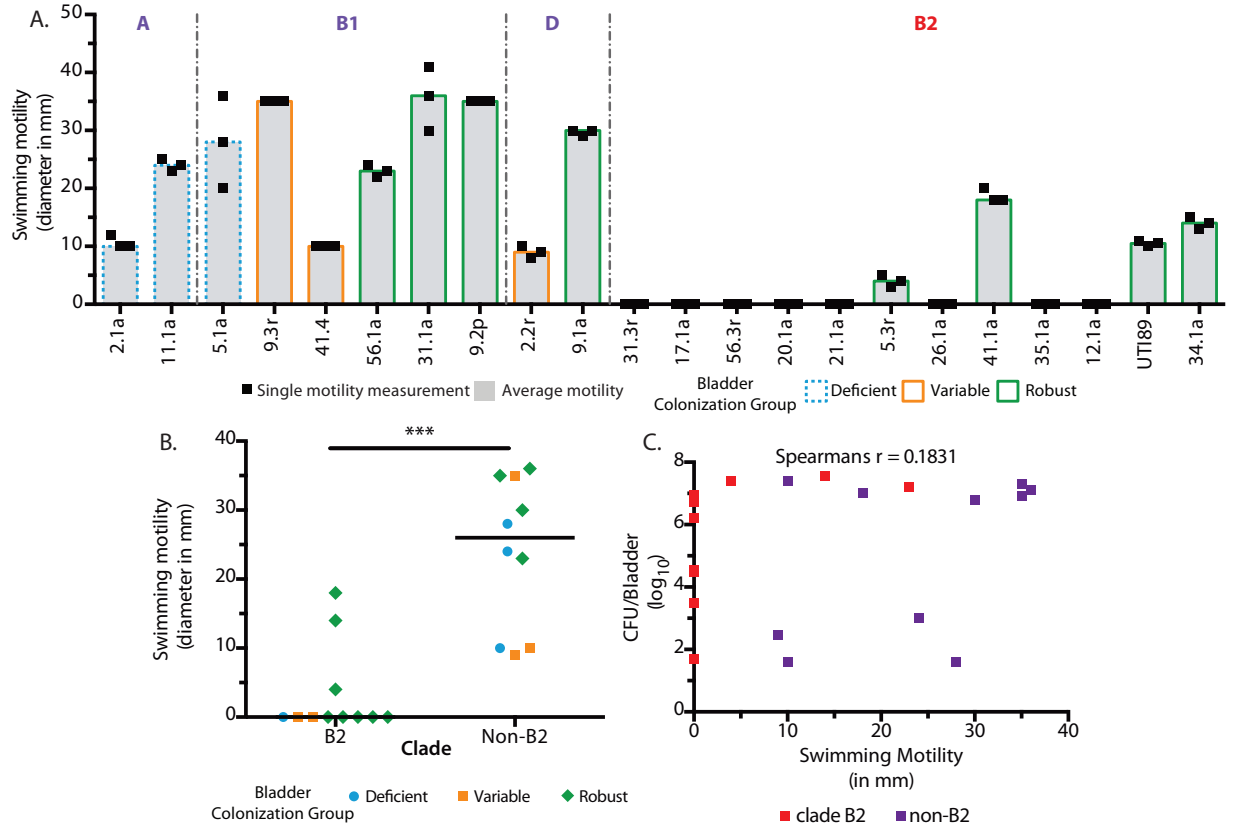 A.
A B1 D B2
Swimming motility
(diameter in mm)
50
40
30
20
10
0
2.1a 11.1a 5.1a 9.3r 41.4 56.1a 31.1a 9.2p 2.2r 9.1a 31.3r 17.1a 56.3r 20.1a 21.1a 5.3r 26.1a 41.1a 35.1a 12.1a UTI89 34.1a
Single motility measurement Average motility Bladder Colonization Group Deficient Variable Robust
B.
***
Swimming motility
(diameter in mm)
40
30
20
10
0
B2 Non-B2
Clade
Bladder
Colonization Group Deficient Variable Robust
C.
Spearmans r = 0.1831
CFU/Bladder
(log10)
8
7
6
4
2
0
0 10 20 30 40
Swimming Motility
(in mm)
clade B2 non-B2